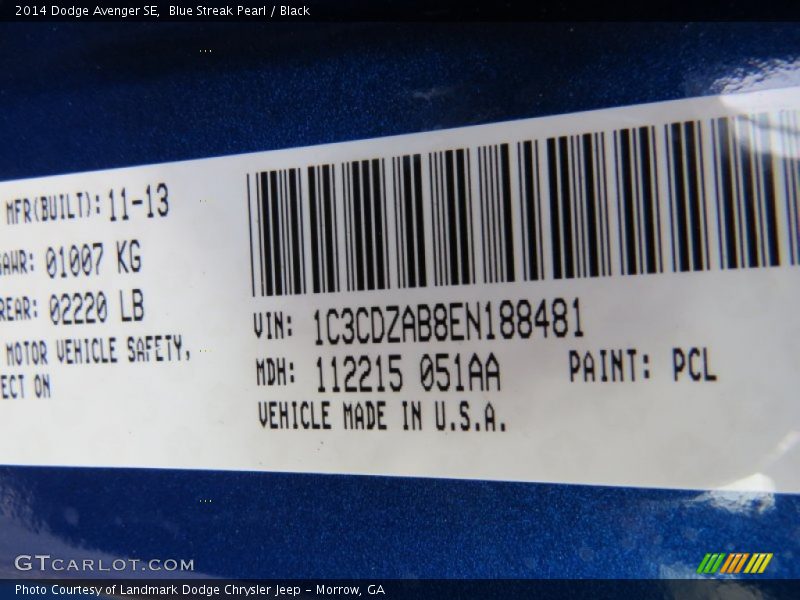 2014 Dodge Avenger SE,  Blue Streak Pearl / Black
MFR(BUILT): 11-13
GAWR: 01007 KG
REAR: 02220 LB
MOTOR VEHICLE SAFETY,
ECT ON
VIN: 1C3CDZAB8EN188481
MDH: 112215 051AA PAINT: PCL
VEHICLE MADE IN U.S.A.
GTCARLOT.COM
Photo Courtesy of Landmark Dodge Chrysler Jeep - Morrow, GA